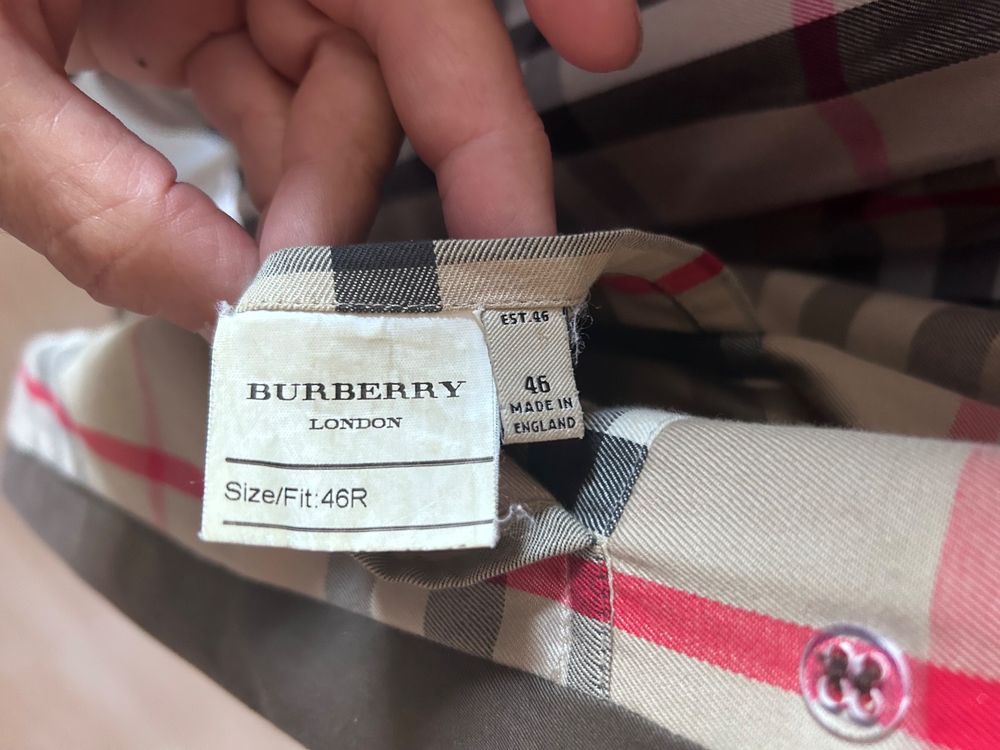 BURBERRY
LONDON
Size/Fit:46R
EST.46
46
MADE IN
ENGLAND